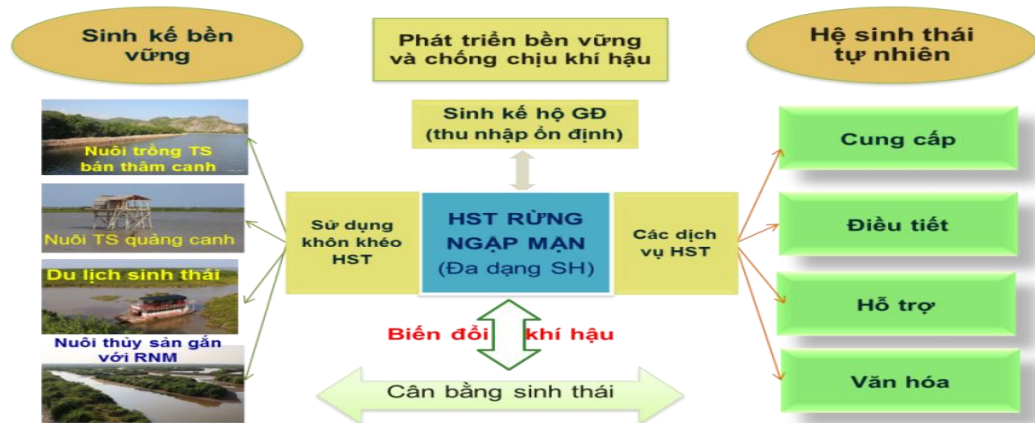 Sinh kế bền
vững
Phát triển bền vững
và chống chịu khí hậu
Hệ sinh thái
tự nhiên
Sinh kế hộ GĐ
(thu nhập ổn định)
Nuôi trồng TS
bán thâm canh
Nuôi TS quảng canh
Du lịch sinh thái
Nuôi thủy sản gắn
với RNM
Sử dụng
khôn khéo
HST
HST RỪNG
NGẬP MẶN
(Đa dạng SH)
Các dịch
vụ HST
Cung cấp
Điều tiết
Hỗ trợ
Văn hóa
Biến đổi khí hậu
Cân bằng sinh thái